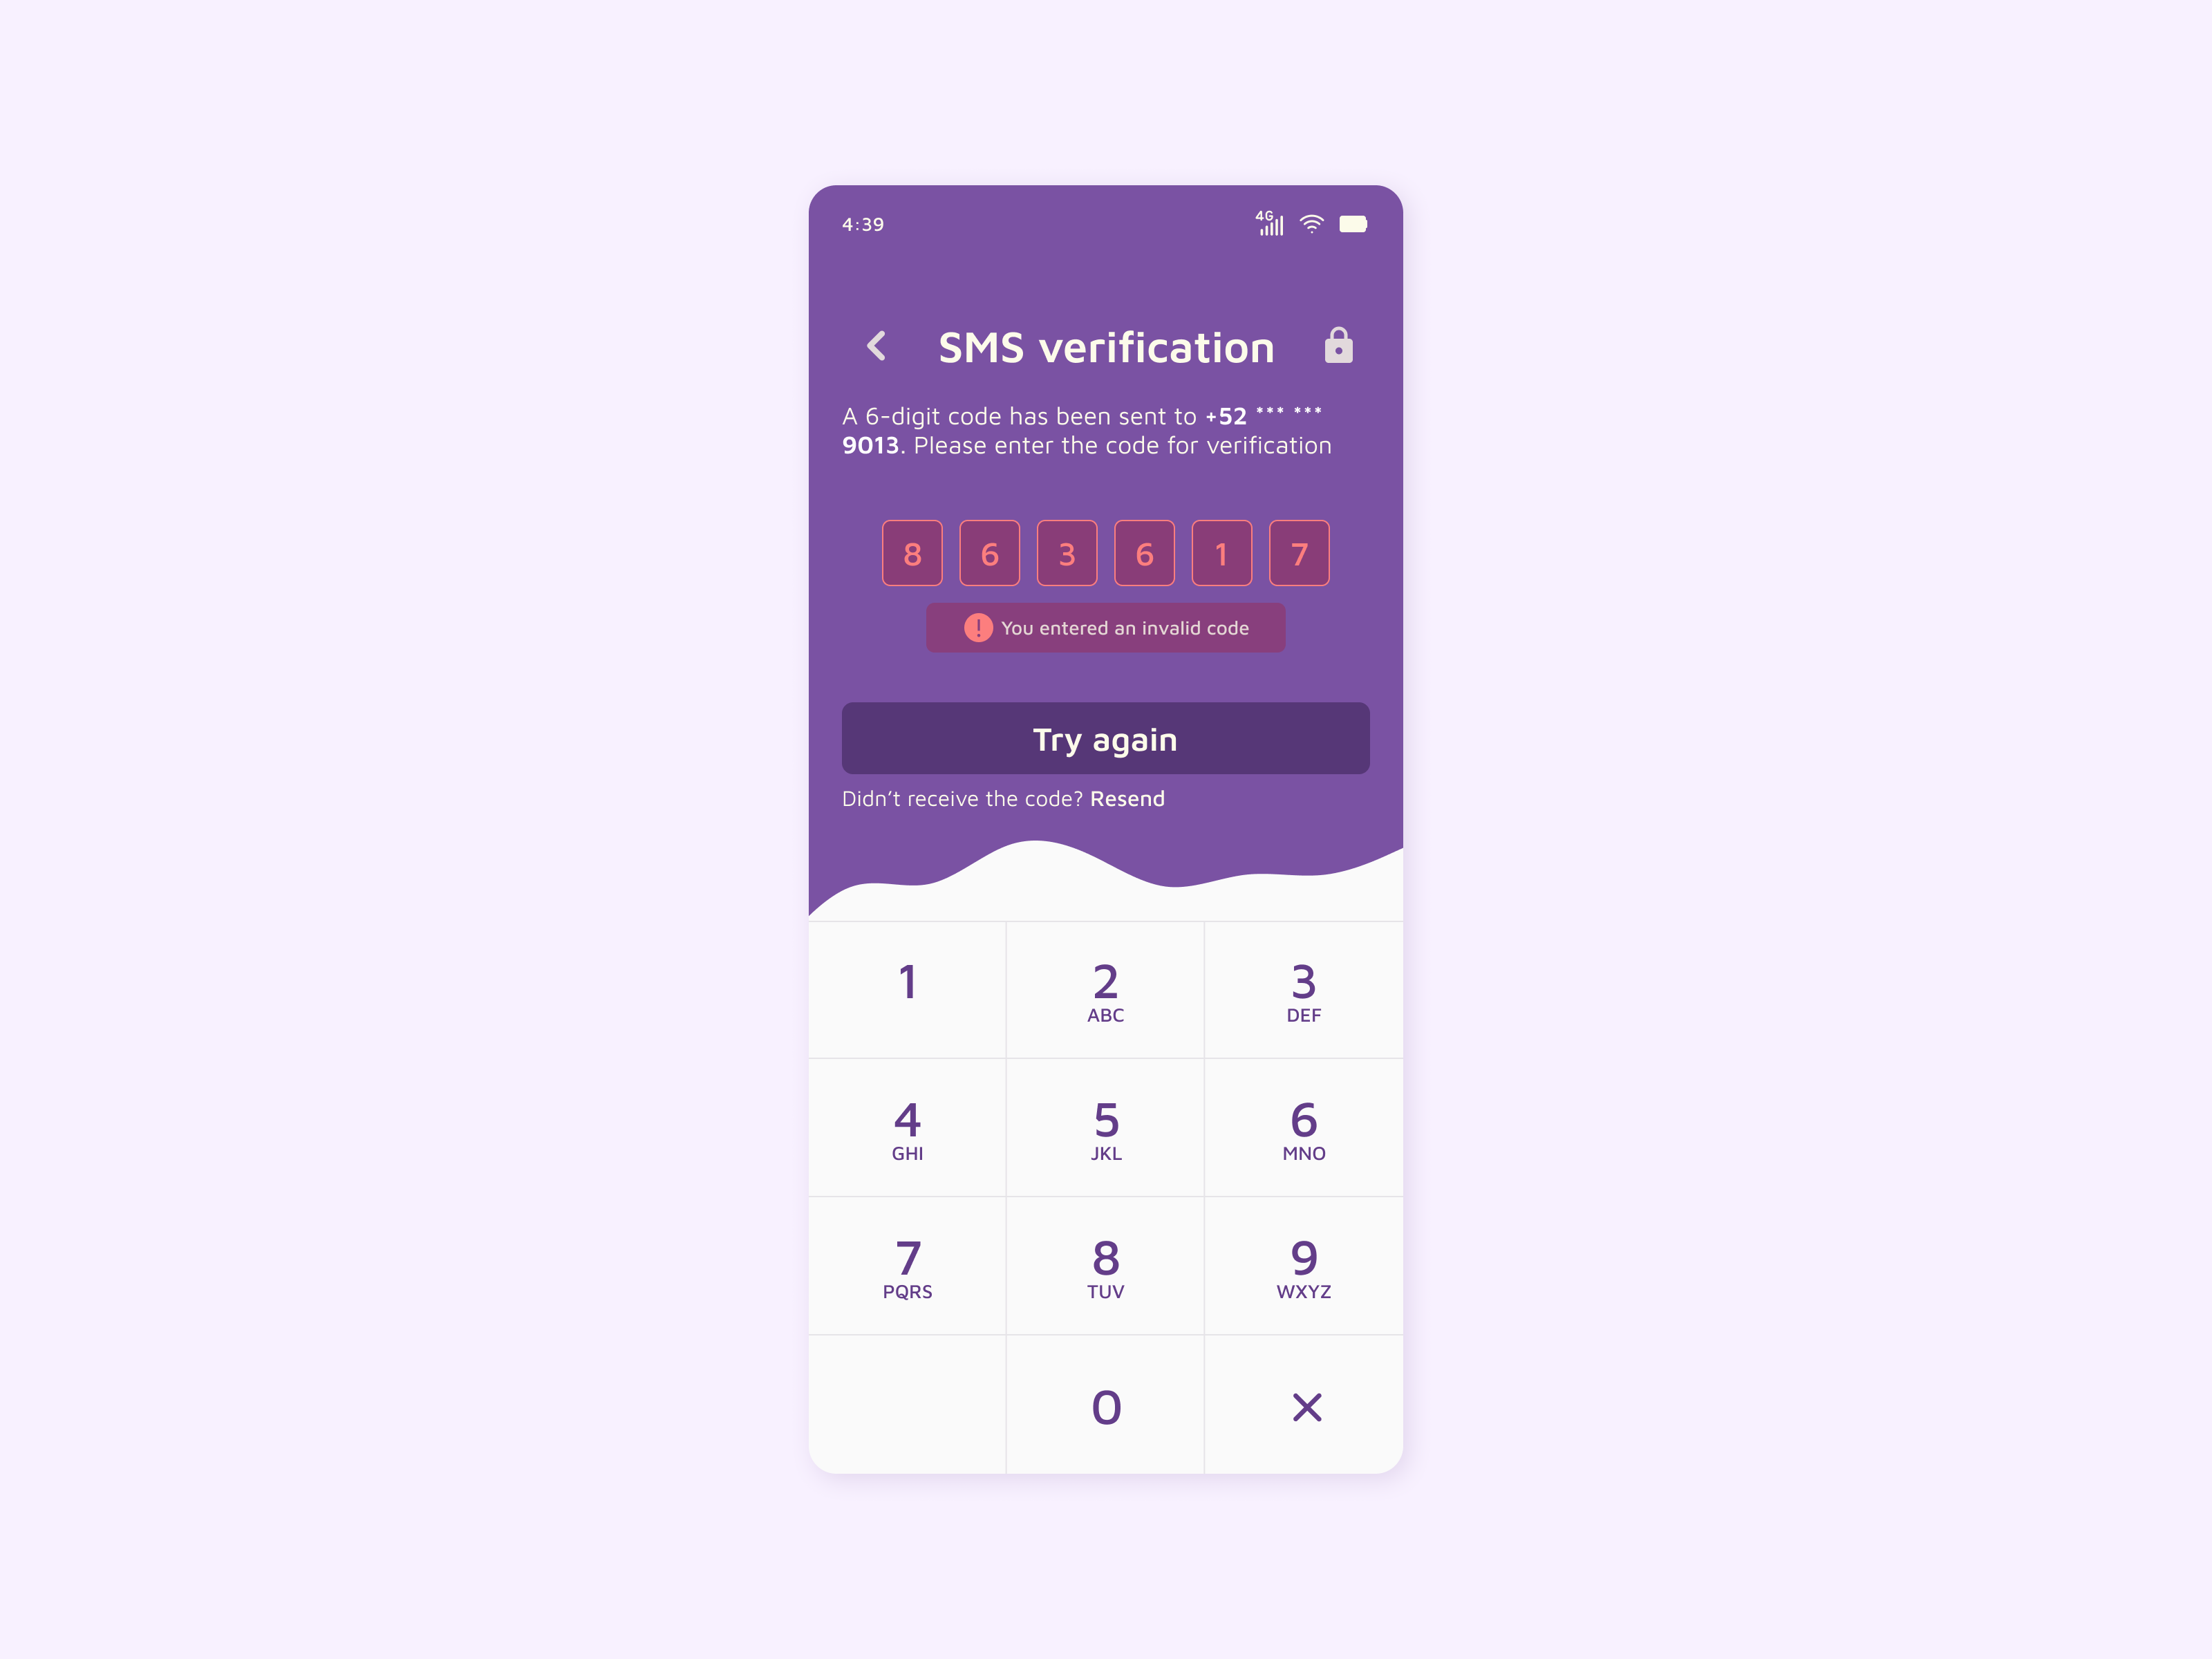 4:39
4G
SMS verification
A 6-digit code has been sent to +52 *** ***
9013. Please enter the code for verification
8 6 3 6 1 7
! You entered an invalid code
Try again
Didn’t receive the code? Resend
1 2 3
ABC DEF
4 5 6
GHI JKL MNO
7 8 9
PQRS TUV WXYZ
0